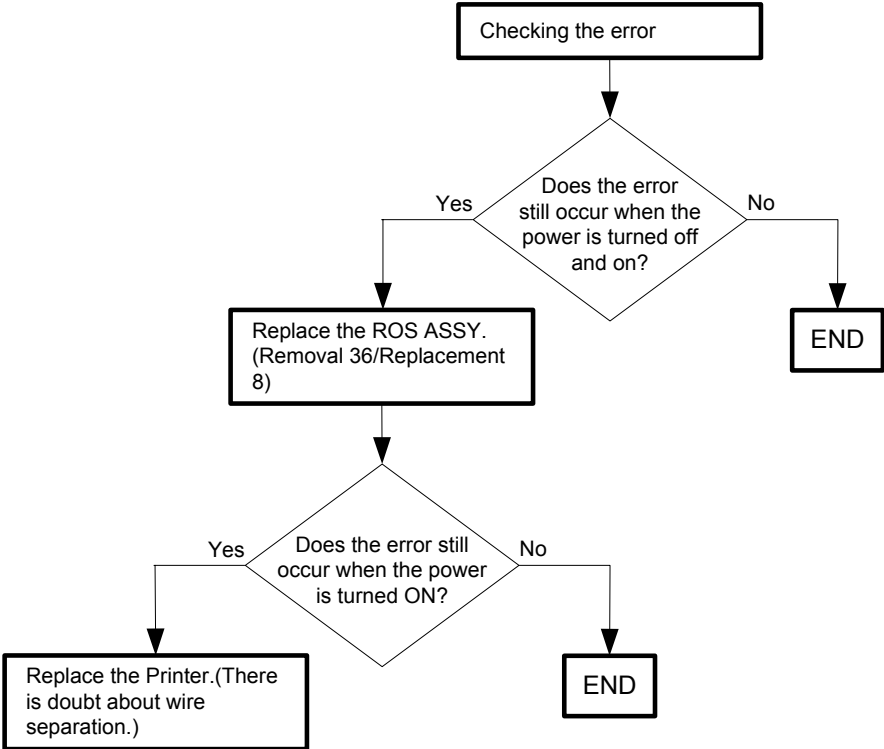 Checking the error
Does the error
still occur when the
power is turned off
and on?
Yes
No
Replace the ROS ASSY.
(Removal 36/Replacement
8)
END
Does the error still
occur when the power
is turned ON?
Yes
No
Replace the Printer.(There
is doubt about wire
separation.)
END